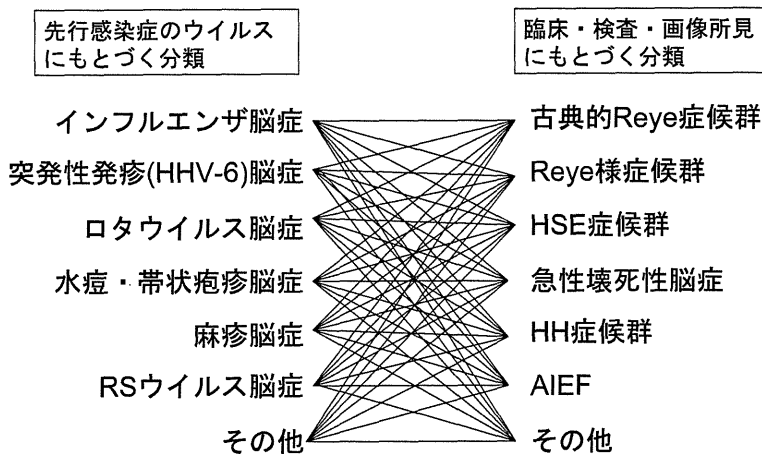 先行感染症のウイルス
にもとづく分類
インフルエンザ脳症
突発性発疹(HHV-6)脳症
ロタウイルス脳症
水痘・帯状疱疹脳症
麻疹脳症
RSウイルス脳症
その他
臨床・検査・画像所見
にもとづく分類
古典的Reye症候群
Reye様症候群
HSE症候群
急性壊死性脳症
HH症候群
AIEF
その他